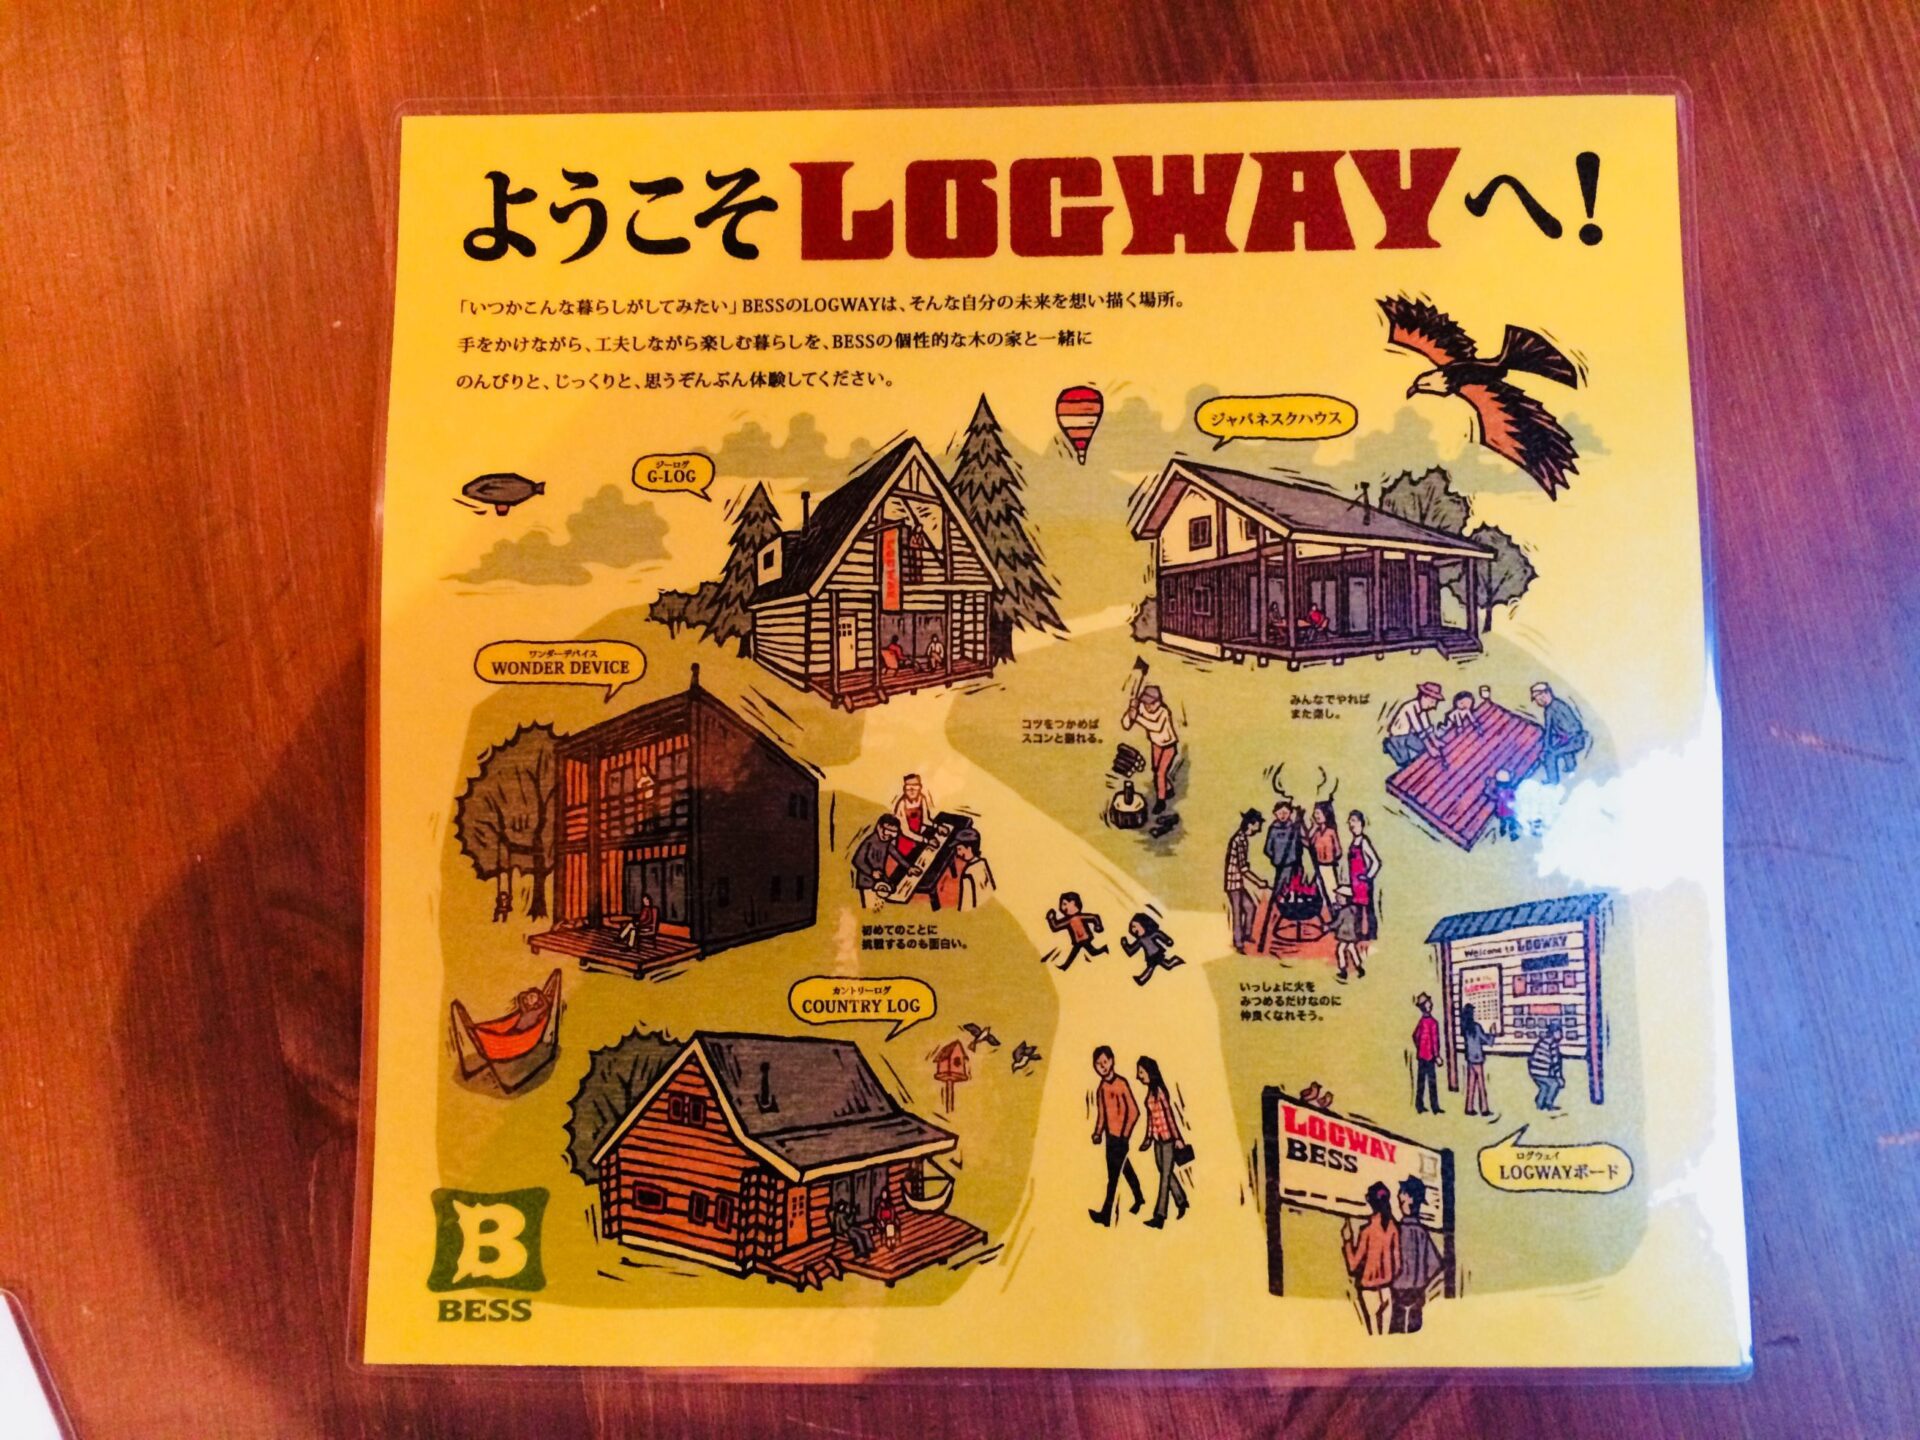 ようこそLOGWAYへ!
「いつかこんな暮らしがしてみたい」BESSのLOGWAYは、そんな自分の未来を想い描く場所。
手をかけながら、工夫しながら楽しむ暮らしを、BESSの個性的な木の家と一緒に
のんびりと、じっくりと、思うぞんぶん体験してください。
ジャパネスクハウス
ジーログ
G-LOG
ワンダーデバイス
WONDER DEVICE
コツをつかめば
スコンと割れる。
みんなでやれば
また楽し。
初めてのことに
挑戦するのも面白い。
いっしょに火を
みつめるだけなのに
仲良くなれそう。
Welcome to LOGWAY
LOGWAY
カントリーログ
COUNTRY LOG
LOGWAY
BESS
ログウェイ
LOGWAYボード
B
BESS